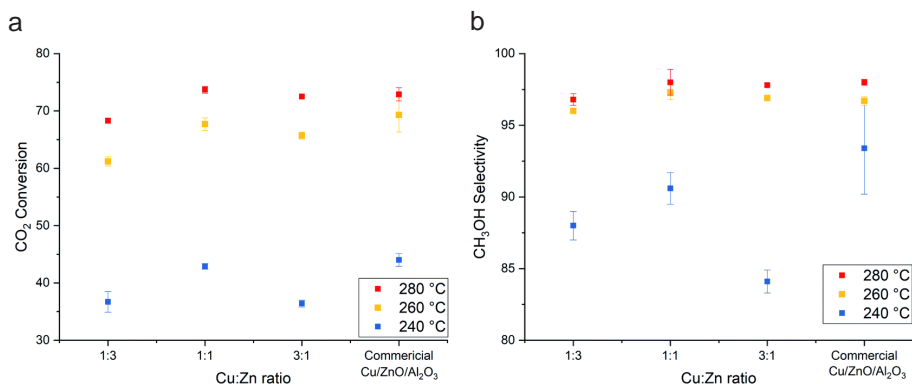 a
80
70
60
50
40
30
CO₂ Conversion
1:3
1:1
3:1
Commericial
Cu/ZnO/Al₂O₃
Cu:Zn ratio
280 °C
260 °C
240 °C
b
100
95
90
85
80
CH₃OH Selectivity
1:3
1:1
3:1
Commercial
Cu/ZnO/Al₂O₃
Cu:Zn ratio
280 °C
260 °C
240 °C